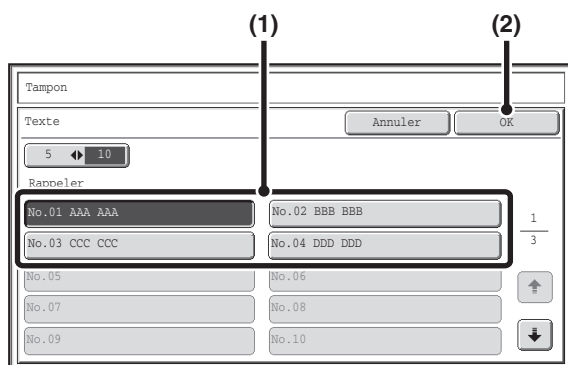 (1) (2)
Tampon
Texte Annuler OK
5 10
Rappeler
No.01 AAA AAA No.02 BBB BBB 1
No.03 CCC CCC No.04 DDD DDD 3
No.05 No.06
No.07 No.08
No.09 No.10